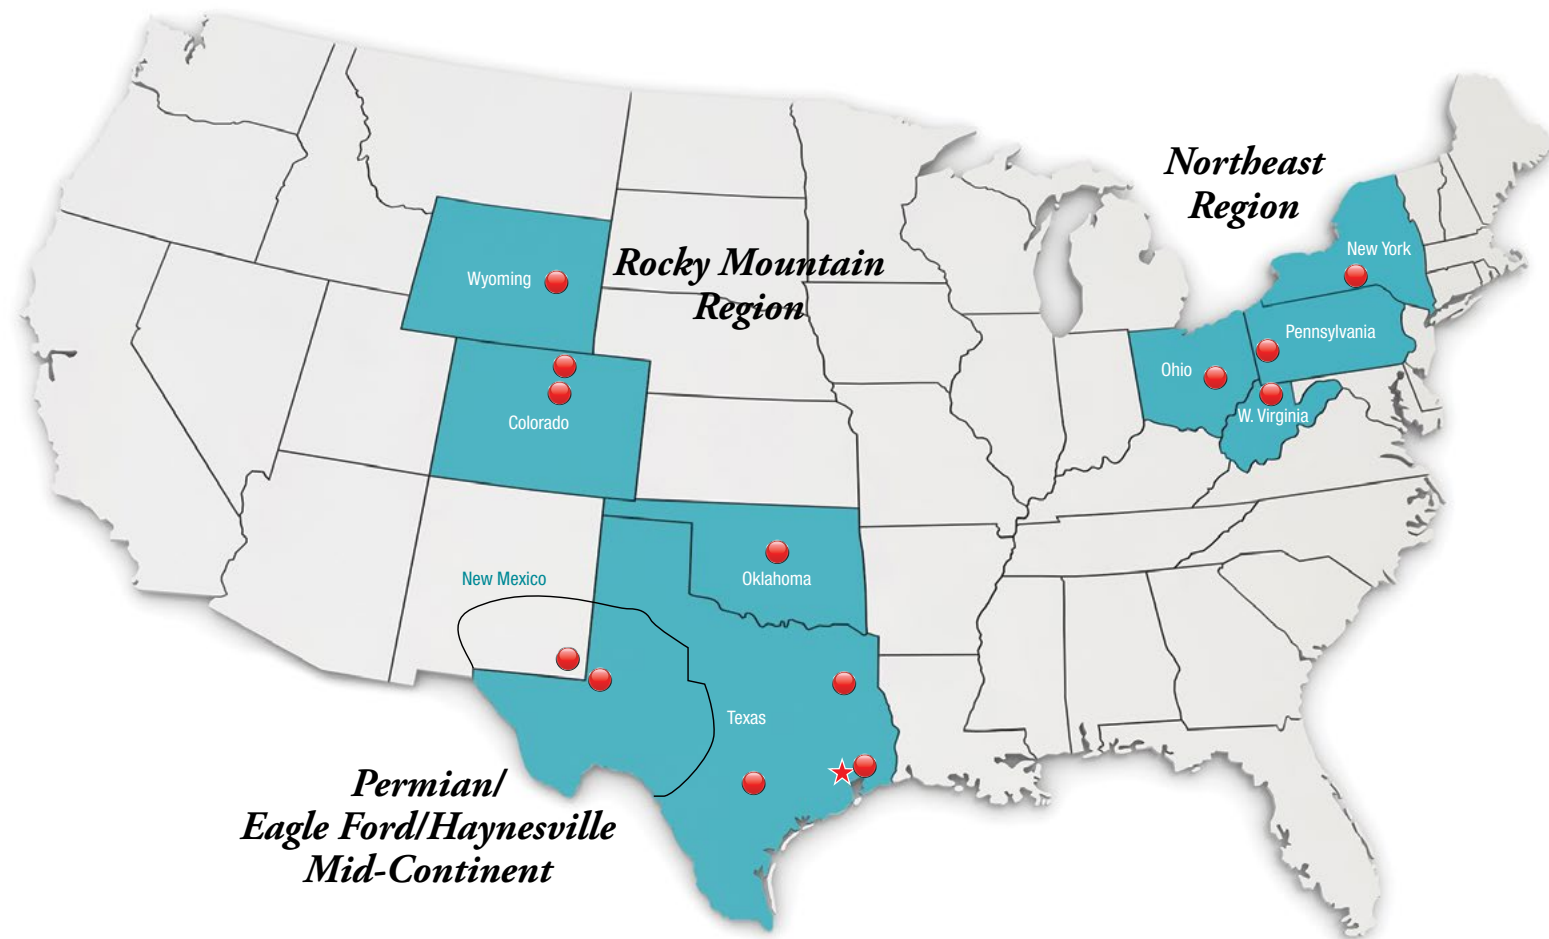 Northeast
Region
New York
Rocky Mountain
Region
Wyoming
Pennsylvania
Ohio
W. Virginia
Colorado
New Mexico
Oklahoma
Texas
Permian/
Eagle Ford/Haynesville
Mid-Continent